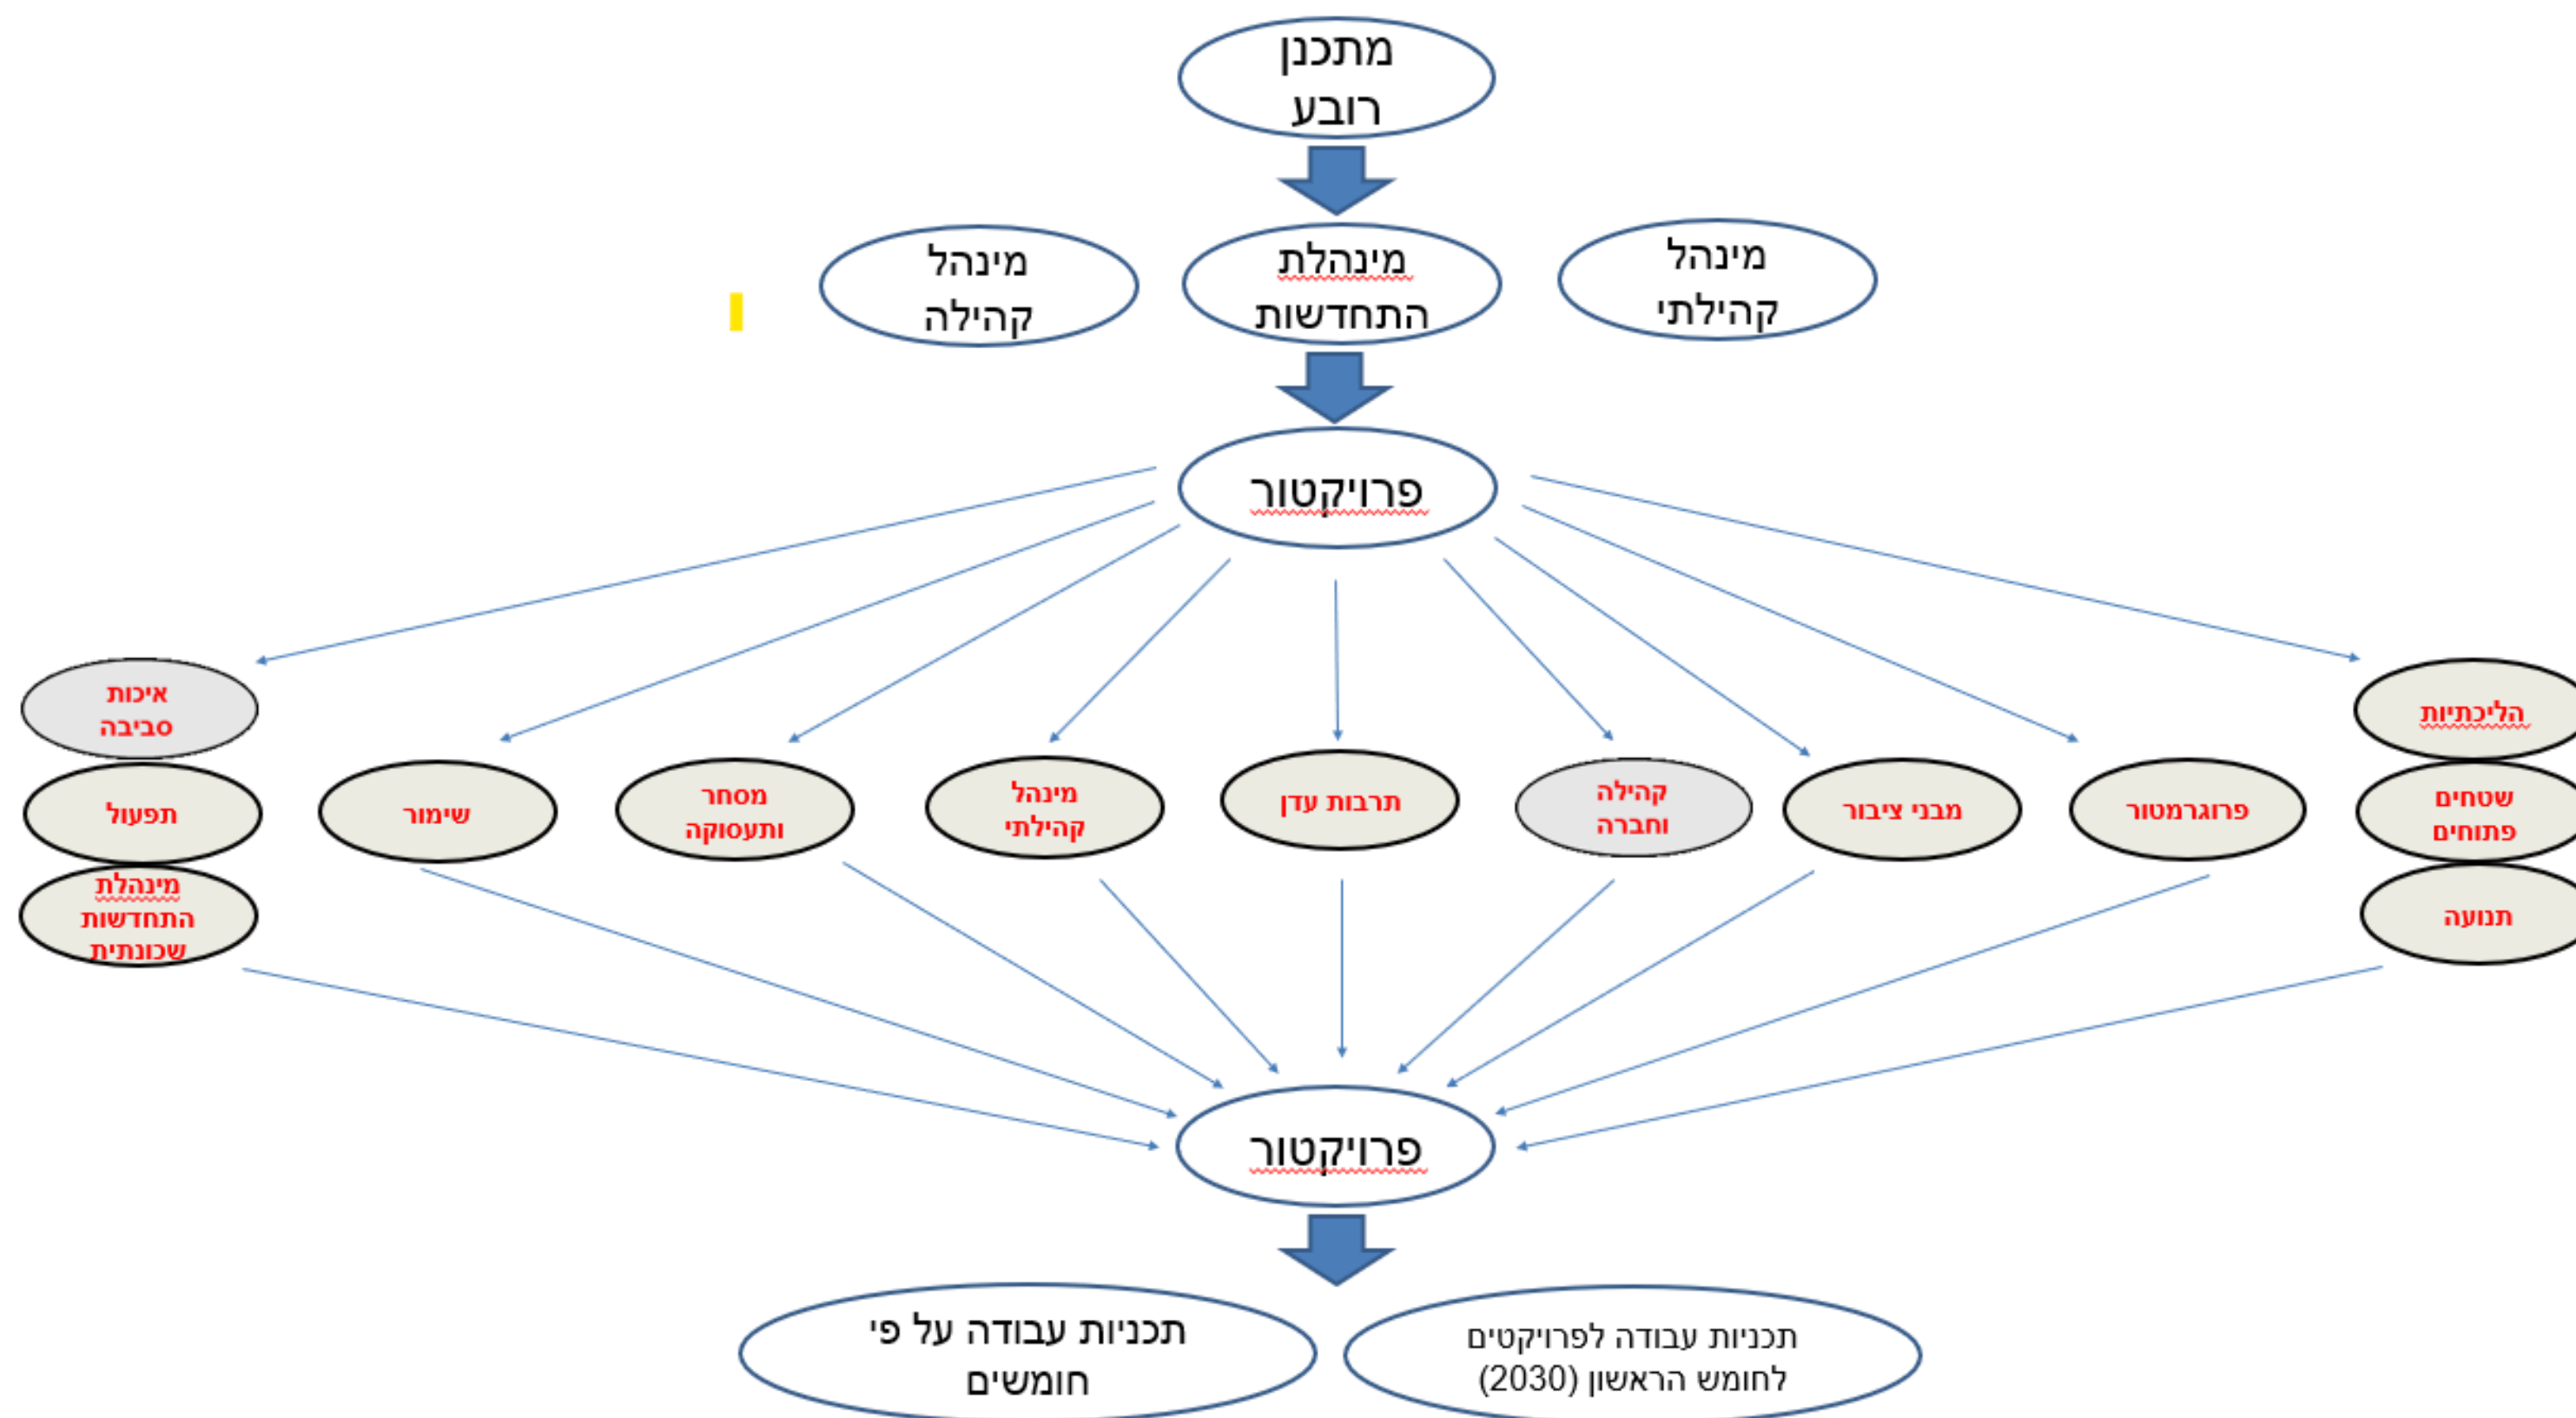 מתכנן
רובע
מינהל
קהילתי
מינהלת
התחדשות
מינהל
קהילה
פרויקטור
הליכתיות
שטחים
פתוחים
תנועה
פרוגרמטור
מבני ציבור
קהילה
וחברה
תרבות עדן
מינהל
קהילתי
מסחר
ותעסוקה
שימור
איכות
סביבה
תפעול
מינהלת
התחדשות
שכונתית
פרויקטור
תכניות עבודה לפרויקטים
לחומש הראשון (2030)
תכניות עבודה על פי
חומשים